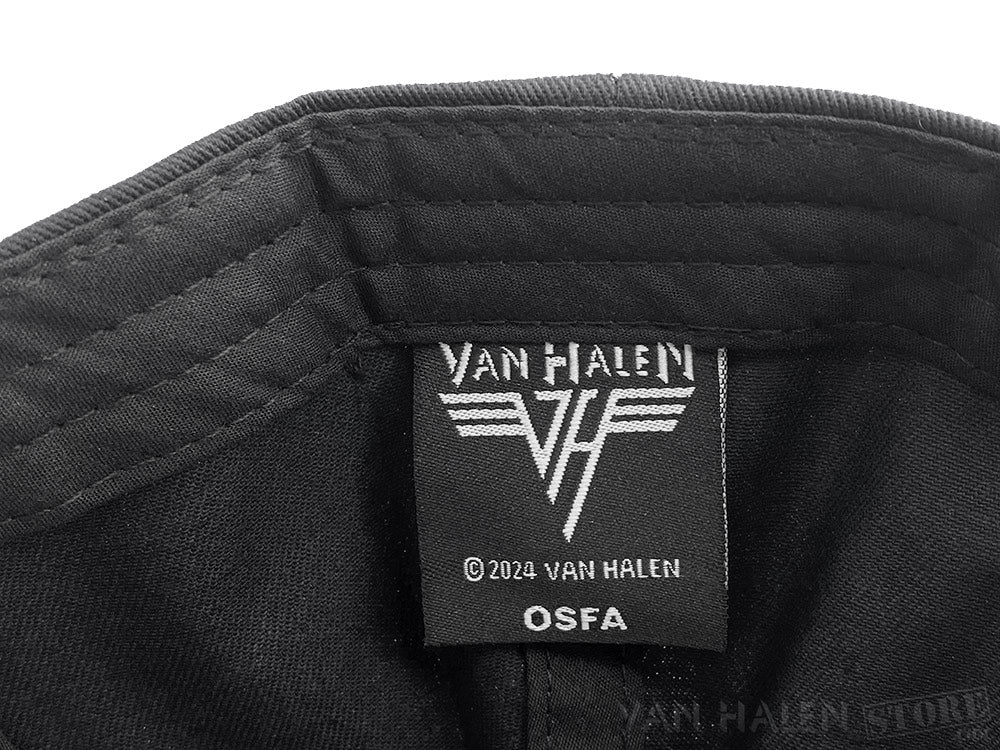 VAN HALEN
VH
© 2024 VAN HALEN
OSFA
VAN HALEN STORE